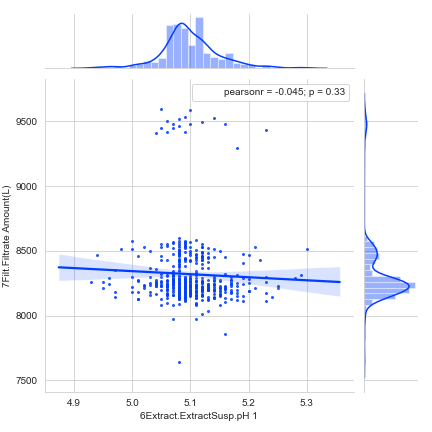 pearsonr = -0.045; p = 0.33
9500
9000
8500
8000
7500
7Filt.Filtrate Amount(L)
4.9 5.0 5.1 5.2 5.3
6Extract.ExtractSusp.pH 1